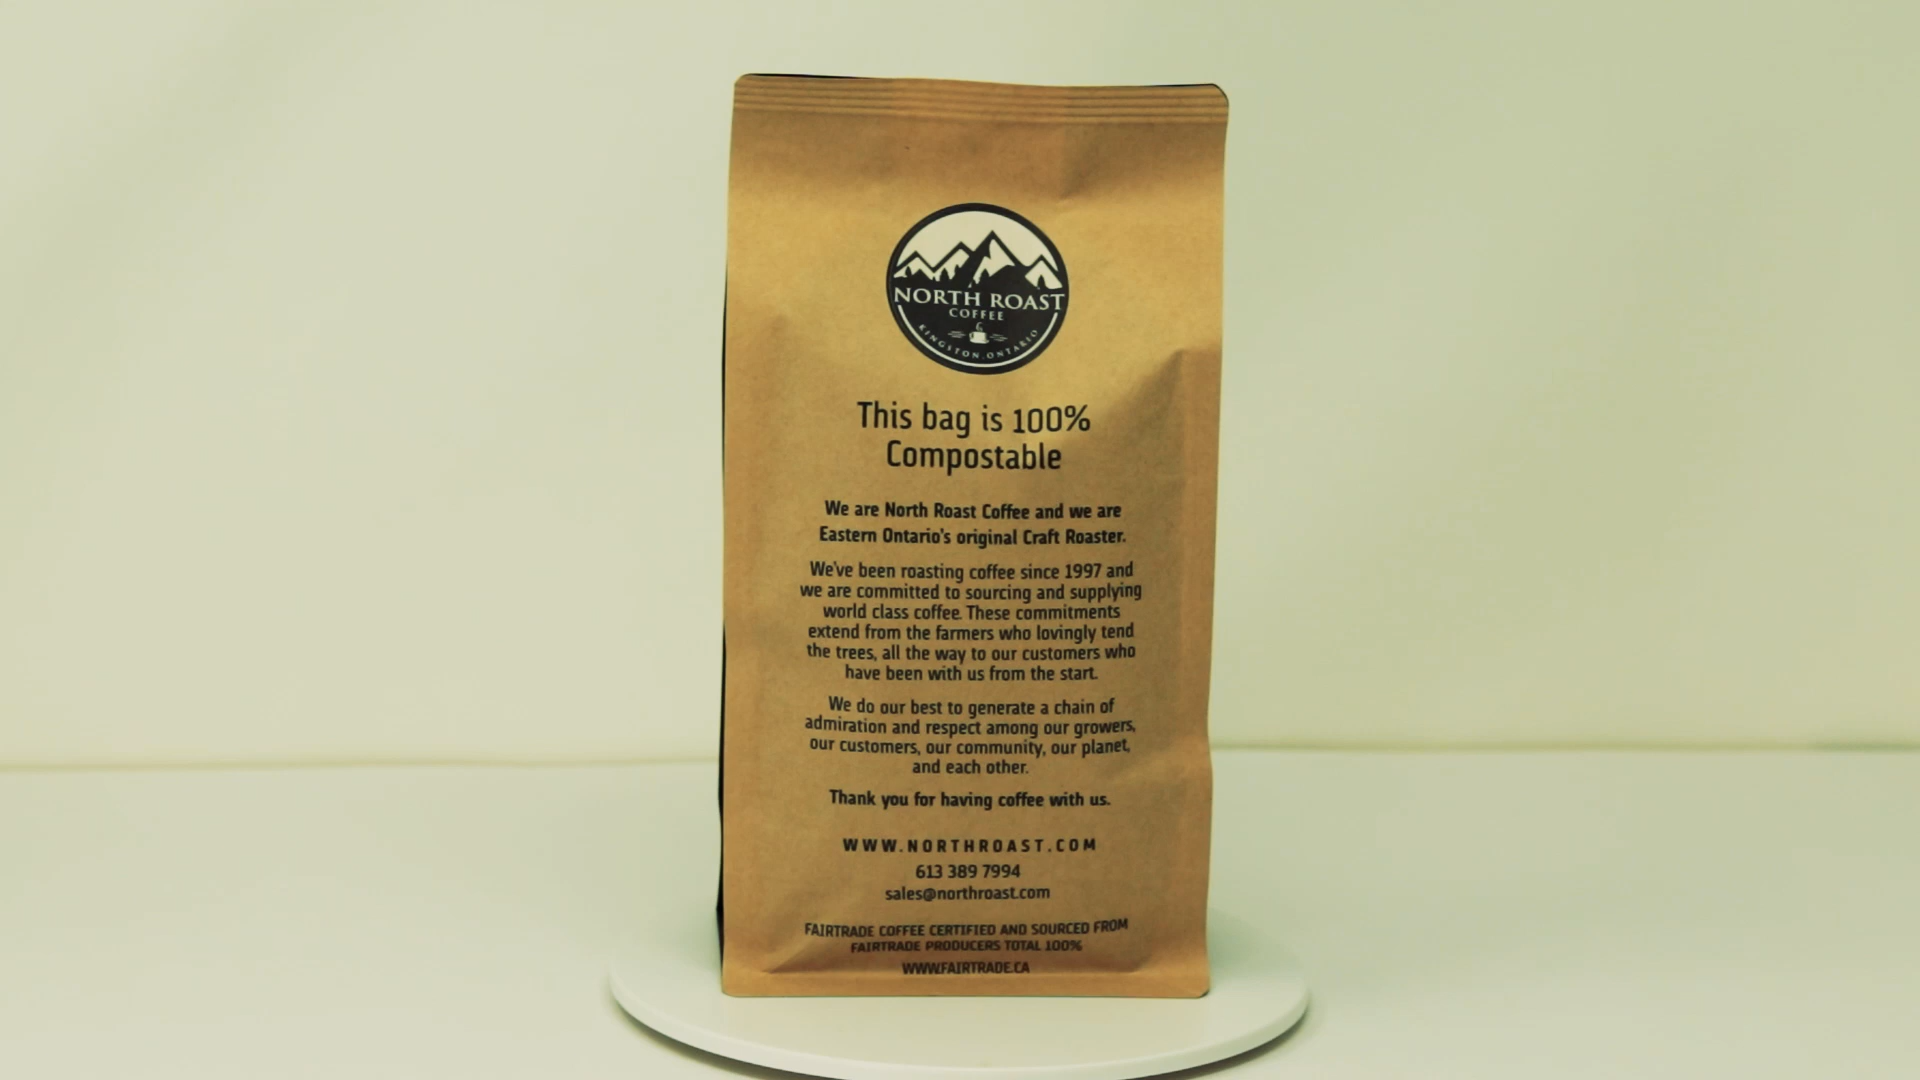 NORTH ROAST
COFFEE
KINGSTON, ONTARIO
This bag is 100%
Compostable
We are North Roast Coffee and we are
Eastern Ontario's original Craft Roaster.
We've been roasting coffee since 1997 and
we are committed to sourcing and supplying
world class coffee. These commitments
extend from the farmers who lovingly tend
the trees, all the way to our customers who
have been with us from the start.
We do our best to generate a chain of
admiration and respect among our growers,
our customers, our community, our planet,
and each other.
Thank you for having coffee with us.
WWW.NORTHROAST.COM
613 389 7994
sales@northroast.com
FAIRTRADE COFFEE CERTIFIED AND SOURCED FROM
FAIRTRADE PRODUCERS TOTAL 100%
WWW.FAIRTRADE.CA